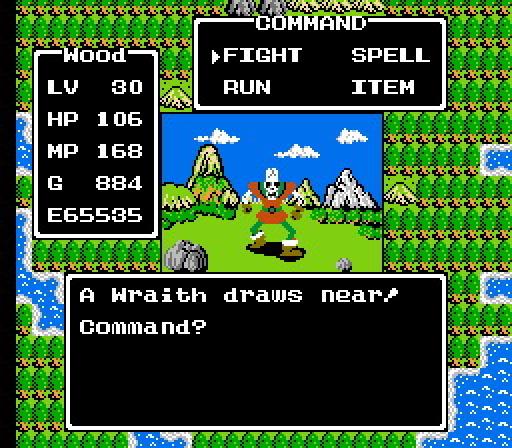 COMMAND
FIGHT SPELL
RUN ITEM
Wood
LV 30
HP 106
MP 168
G 884
E65535
A Wraith draws near!
Command?